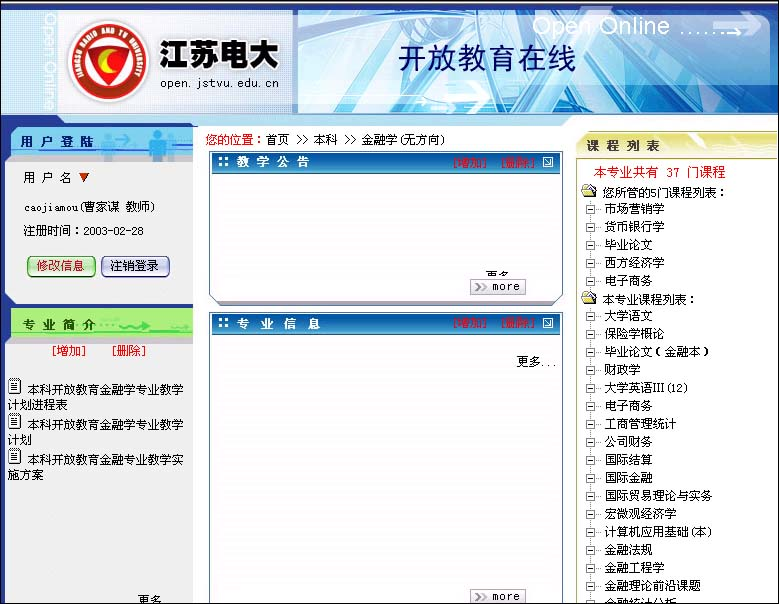 Open Online ......
Open Online
JIANGSU RADIO AND TV UNIVERSITY
江苏电大
open.jstvu.edu.cn
开放教育在线
用 户 登 陆
用 户 名
caojiamou(曹家谋 教师)
注册时间：2003-02-28
修改信息 注销登录
专 业 简 介
[增加] [删除]
本科开放教育金融学专业教学
计划进程表
本科开放教育金融学专业教学
计划
本科开放教育金融专业教学实
施方案
更多
您的位置：首页 >> 本科 >> 金融学(无方向)
教 学 公 告 [增加] [删除]
更多
more
专 业 信 息 [增加] [删除]
更多...
more
课 程 列 表
本专业共有 37 门课程
您所管的5门课程列表：
市场营销学
货币银行学
毕业论文
西方经济学
电子商务
本专业课程列表：
大学语文
保险学概论
毕业论文(金融本)
财政学
大学英语III(12)
电子商务
工商管理统计
公司财务
国际结算
国际金融
国际贸易理论与实务
宏微观经济学
计算机应用基础(本)
金融法规
金融工程学
金融理论前沿课题
金融统计分析